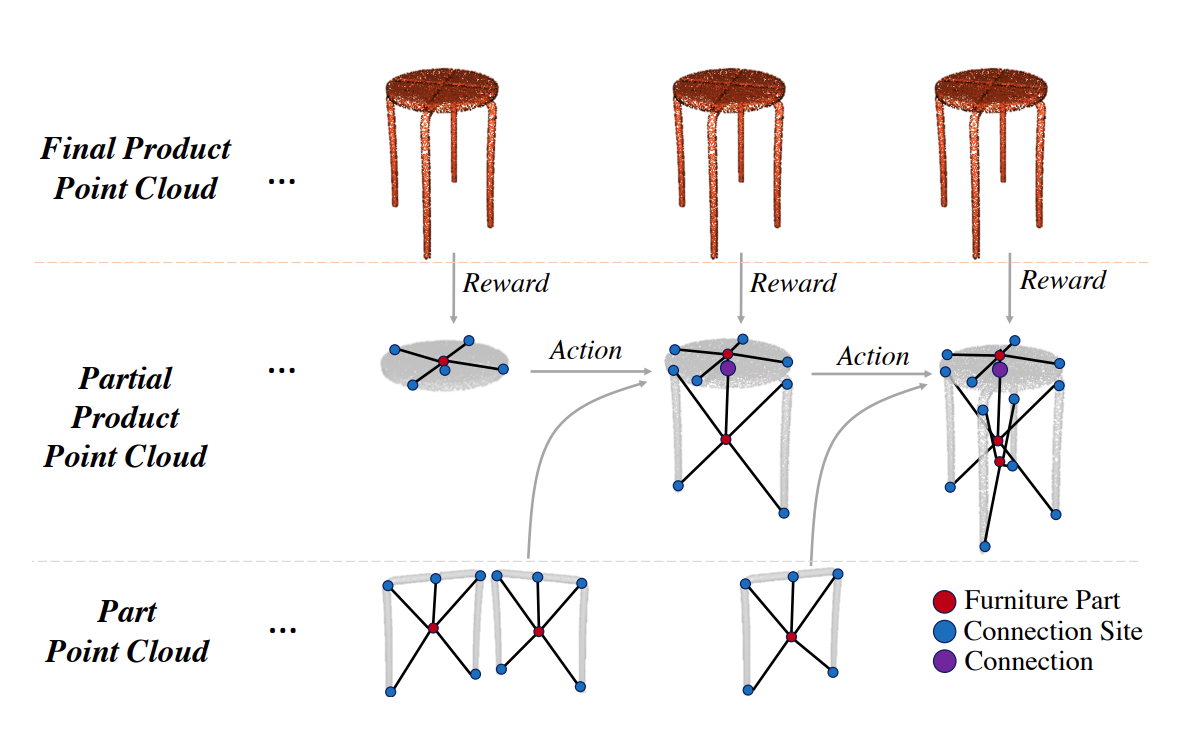 Final Product
Point Cloud
...
Reward
Reward
Reward
Partial
Product
Point Cloud
...
Action
Action
Part
Point Cloud
...
Furniture Part
Connection Site
Connection